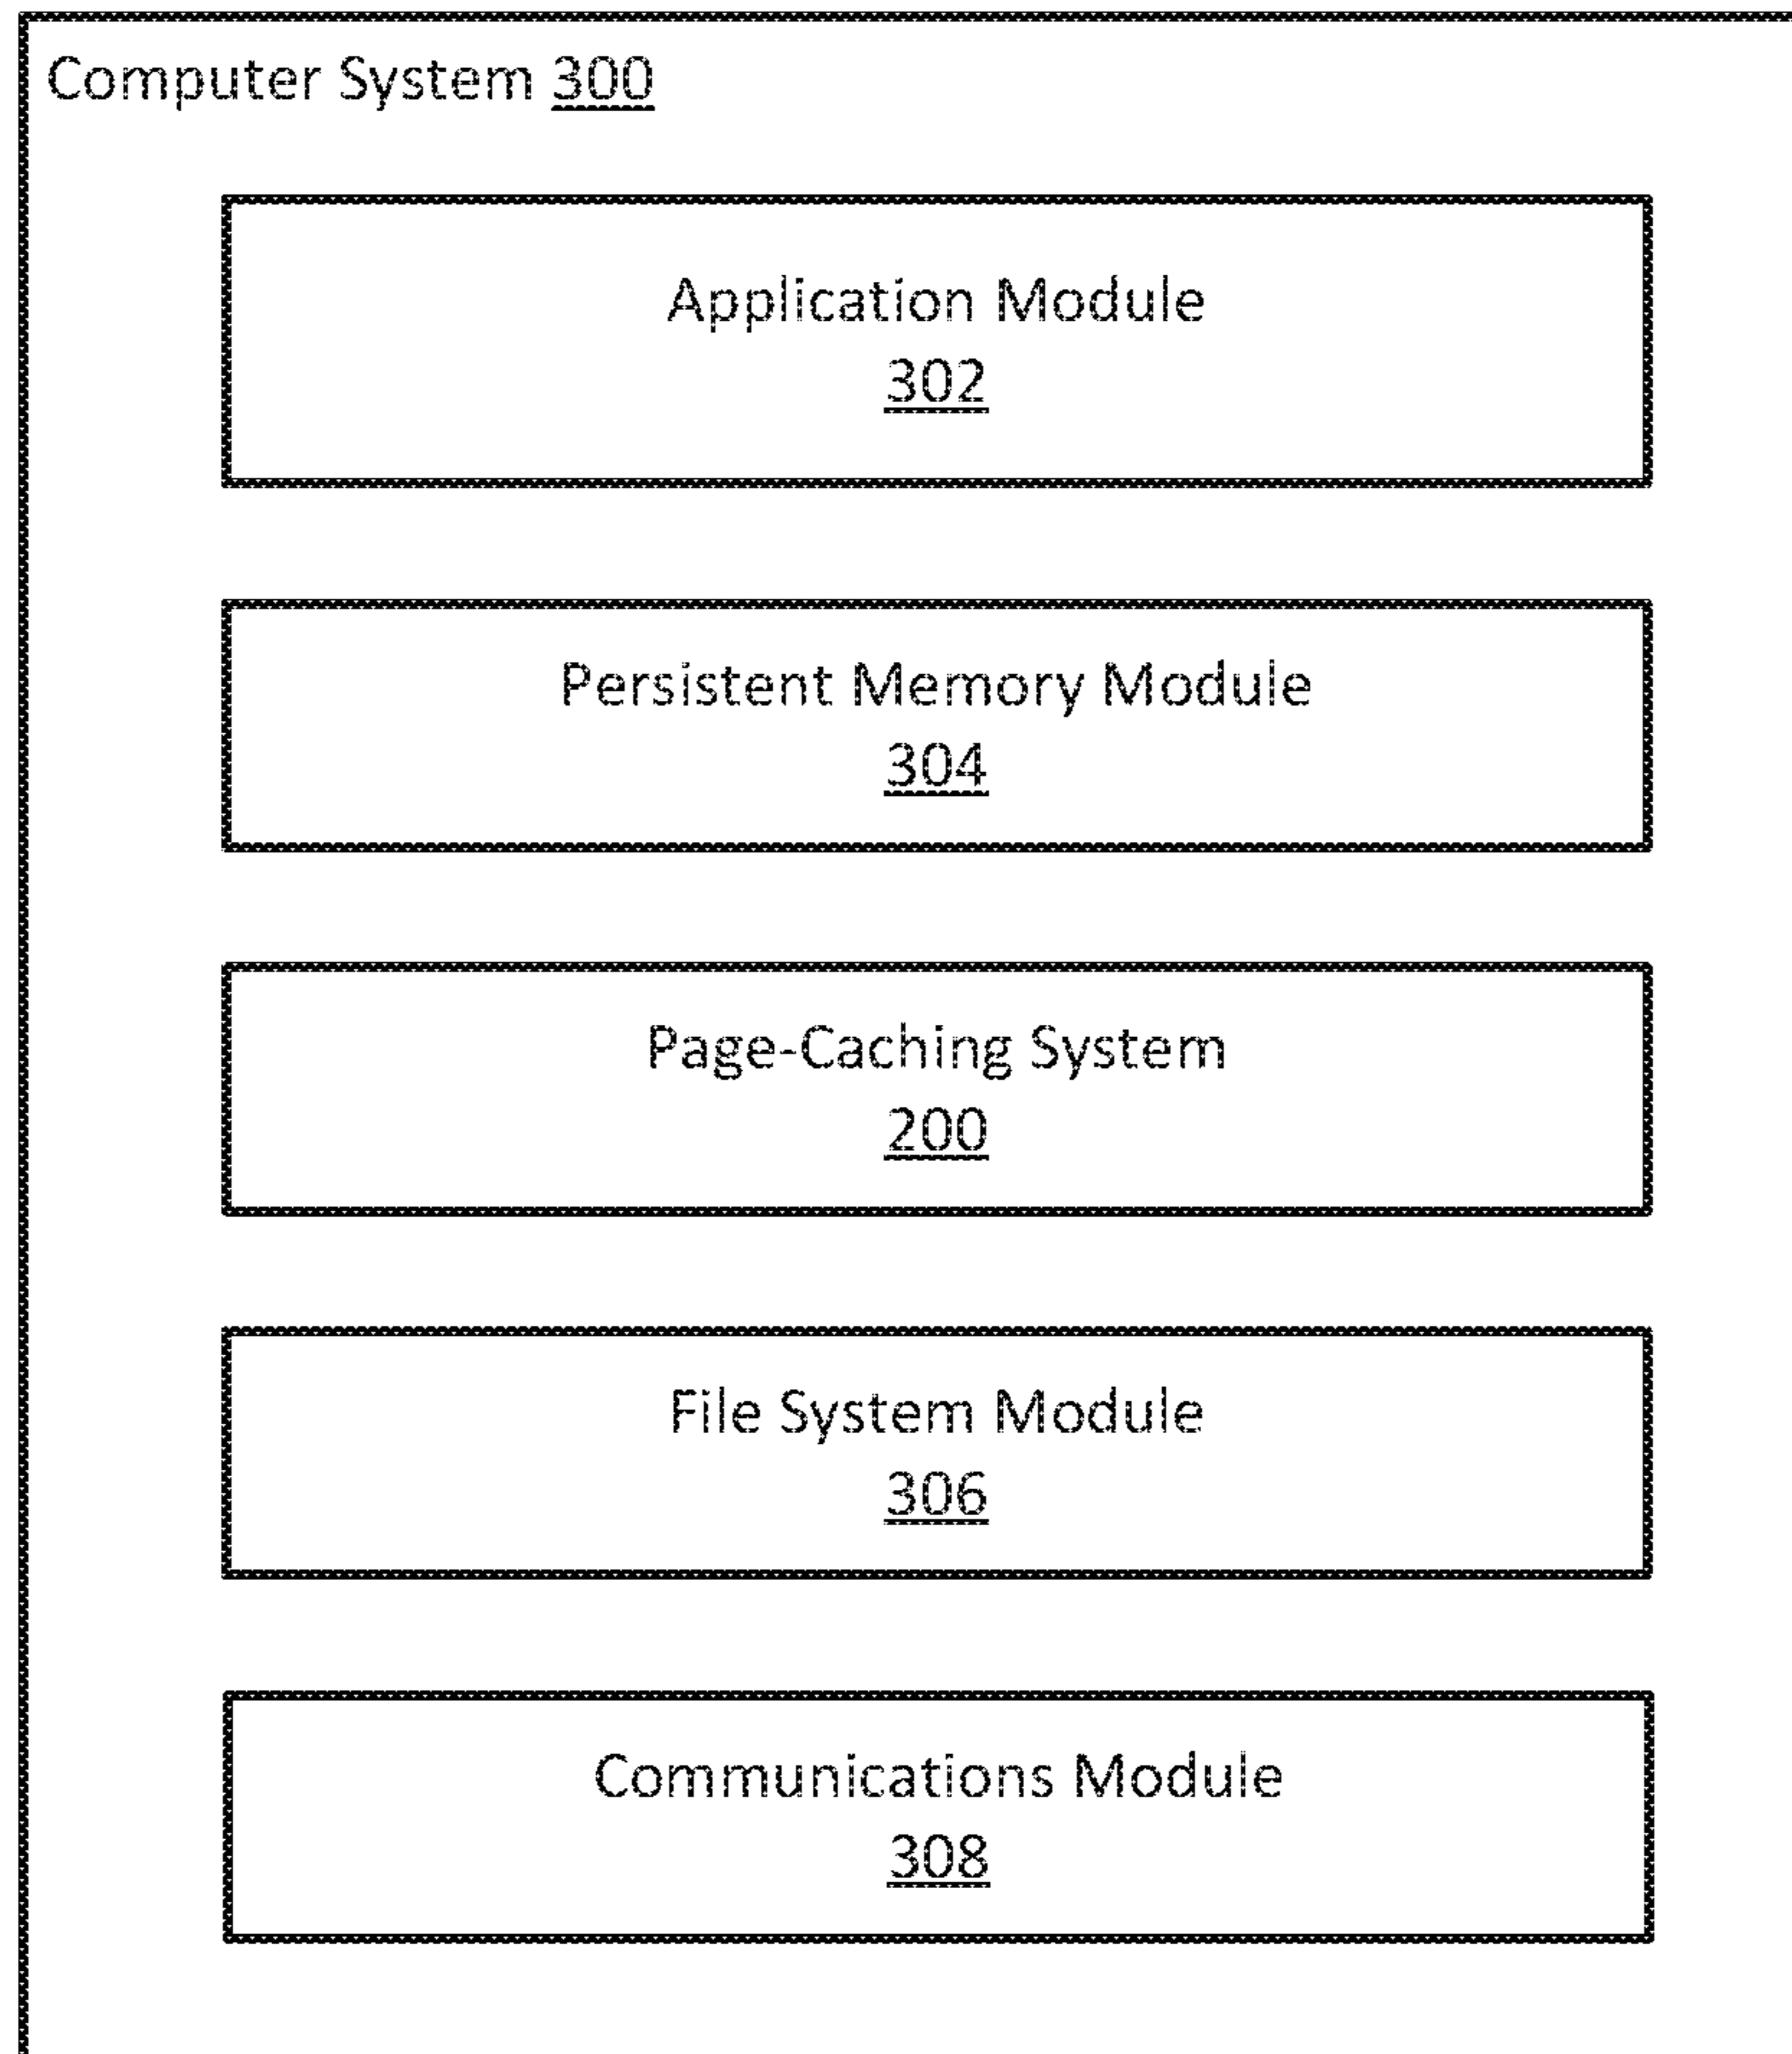 Computer System 300
Application Module
302
Persistent Memory Module
304
Page-Caching System
200
File System Module
306
Communications Module
308